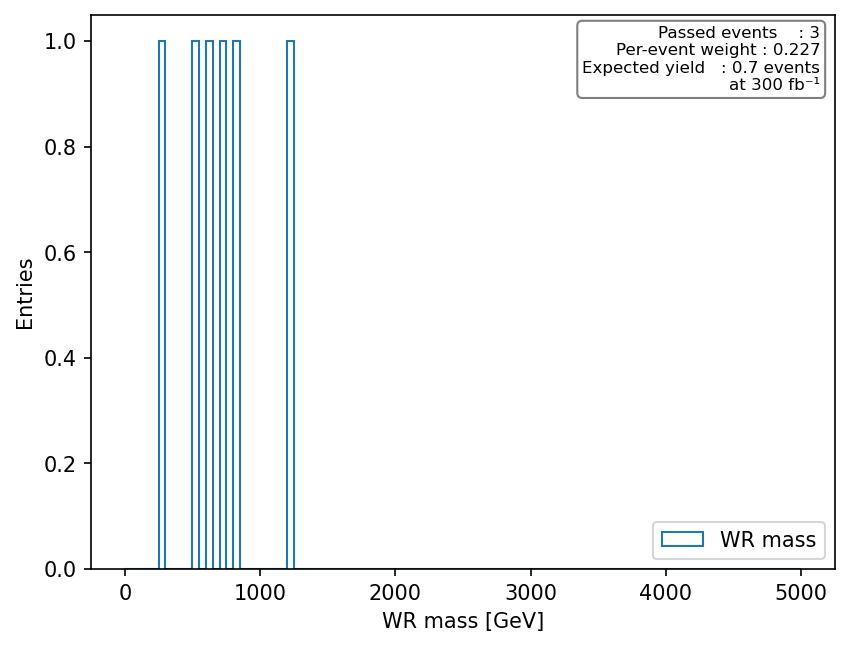 Passed events    : 3
Per-event weight : 0.227
Expected yield   : 0.7 events
at 300 fb⁻¹
1.0
0.8
0.6
0.4
0.2
0.0
Entries
WR mass
0 1000 2000 3000 4000 5000
WR mass [GeV]